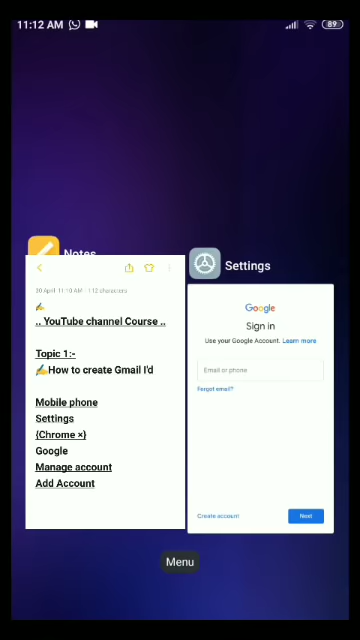 11:12 AM
89
Notes
30 April 11:10 AM | 112 characters
✍
.. YouTube channel Course ..
Topic 1:-
✍How to create Gmail I'd
Mobile phone
Settings
{Chrome ×}
Google
Manage account
Add Account
Settings
Google
Sign in
Use your Google Account. Learn more
Email or phone
Forgot email?
Create account
Next
Menu